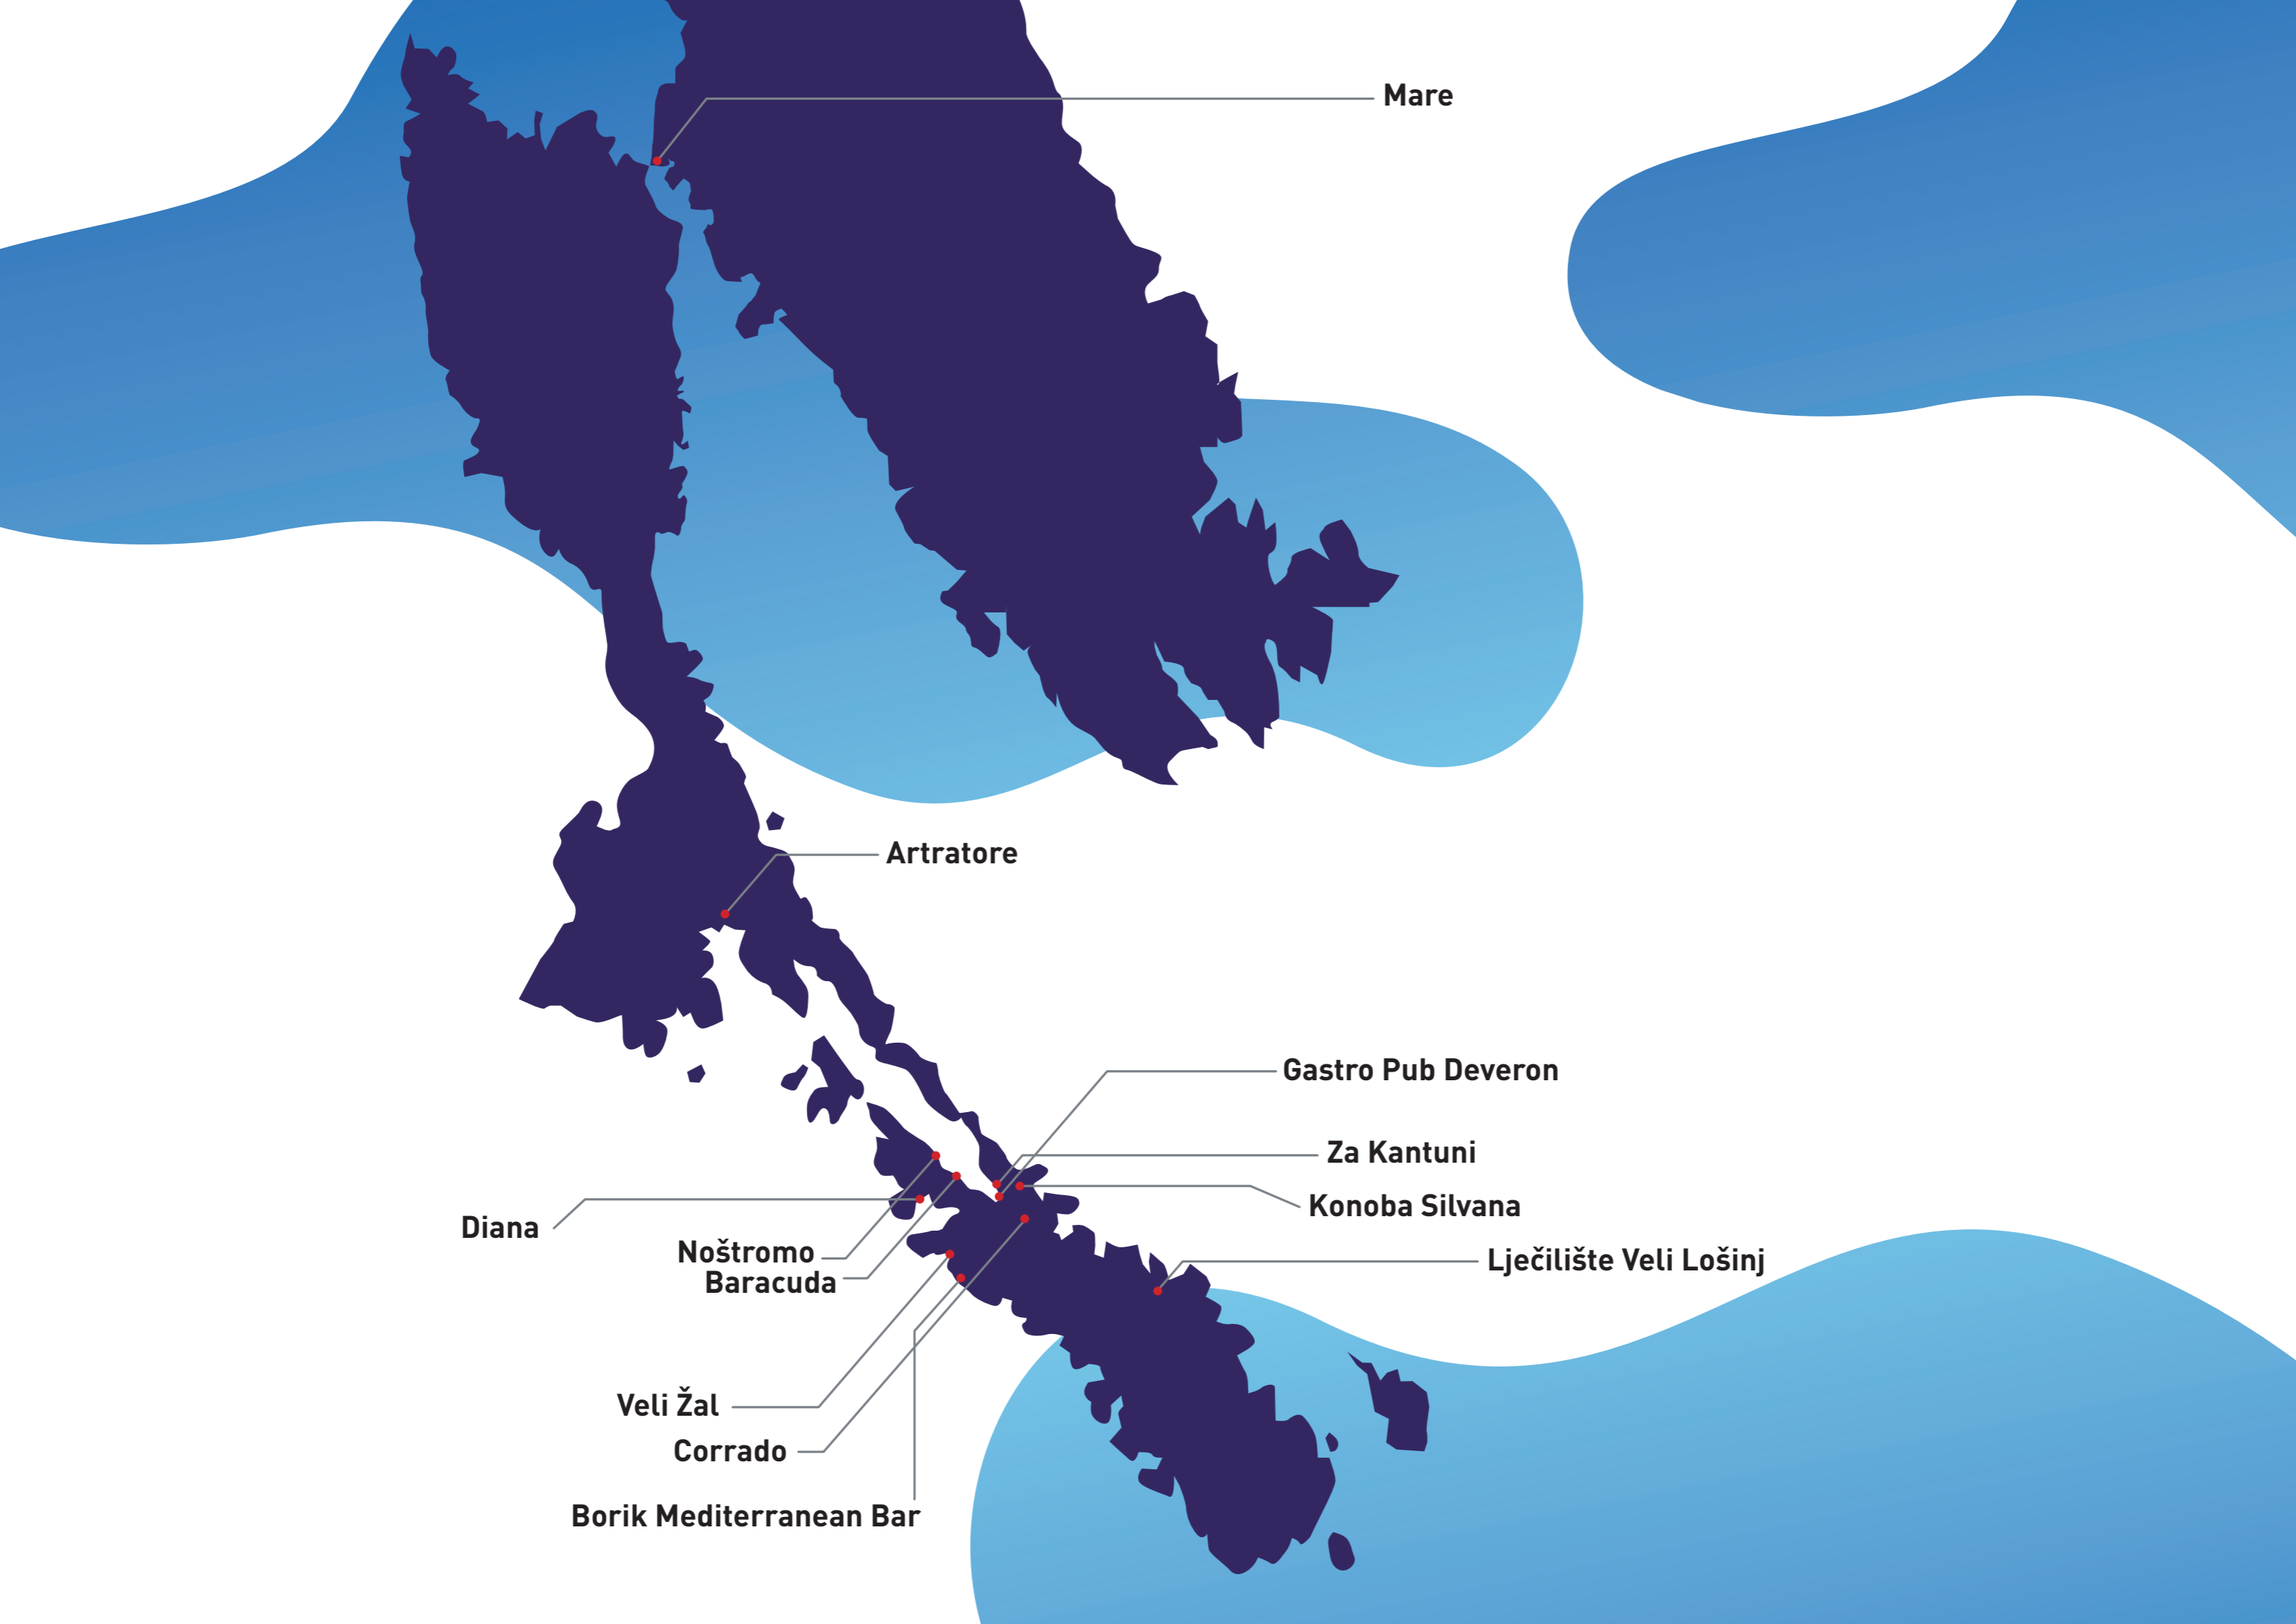 Mare
Artratore
Gastro Pub Deveron
Za Kantuni
Konoba Silvana
Diana
Noštromo
Baracuda
Lječilište Veli Lošinj
Veli Žal
Corrado
Borik Mediterranean Bar